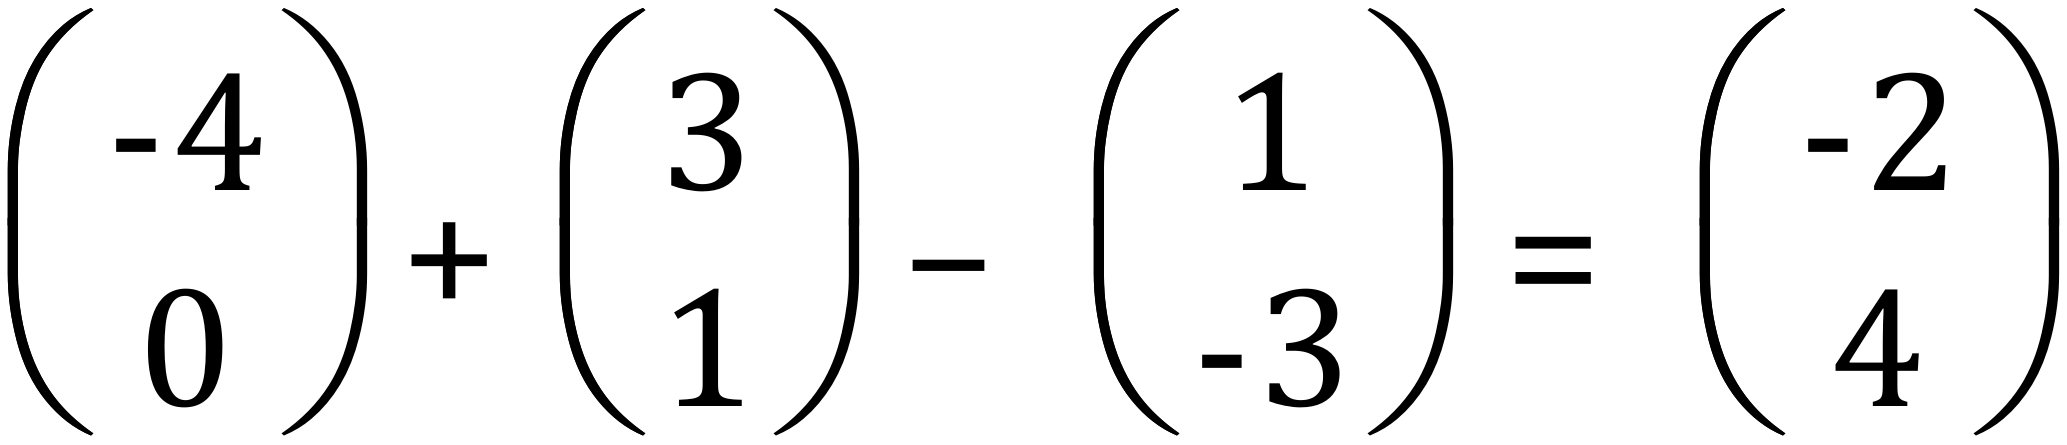 (-4 0) + (3 1) − (1 -3) = (-2 4)